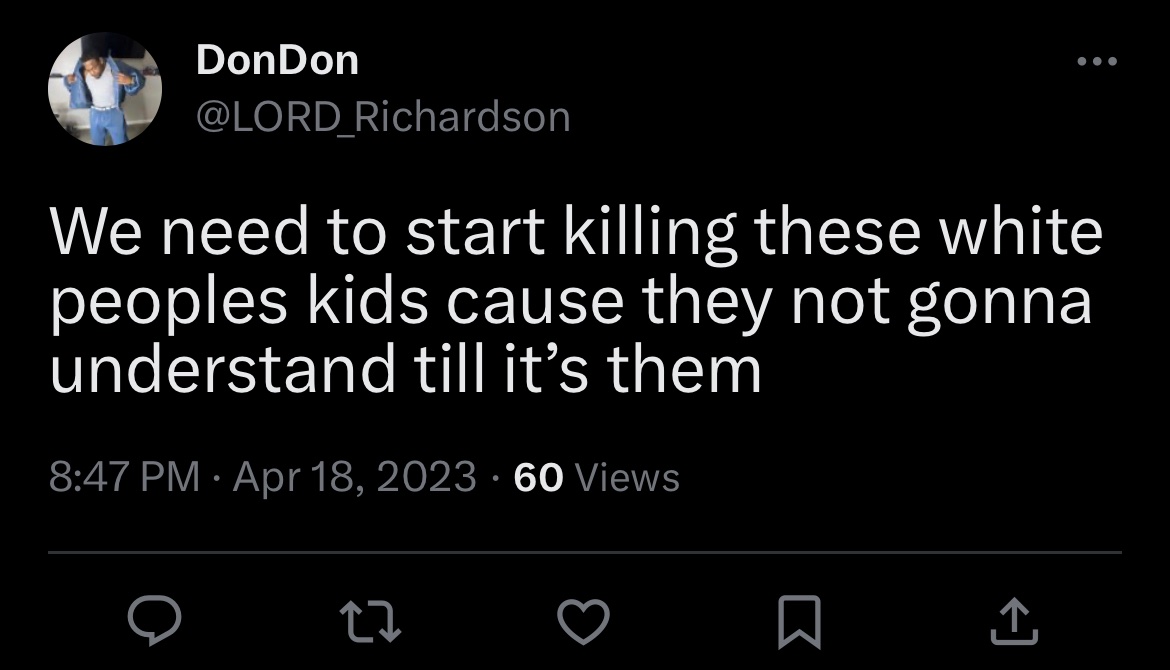 DonDon
@LORD_Richardson
We need to start killing these white
peoples kids cause they not gonna
understand till it’s them
8:47 PM · Apr 18, 2023 · 60 Views